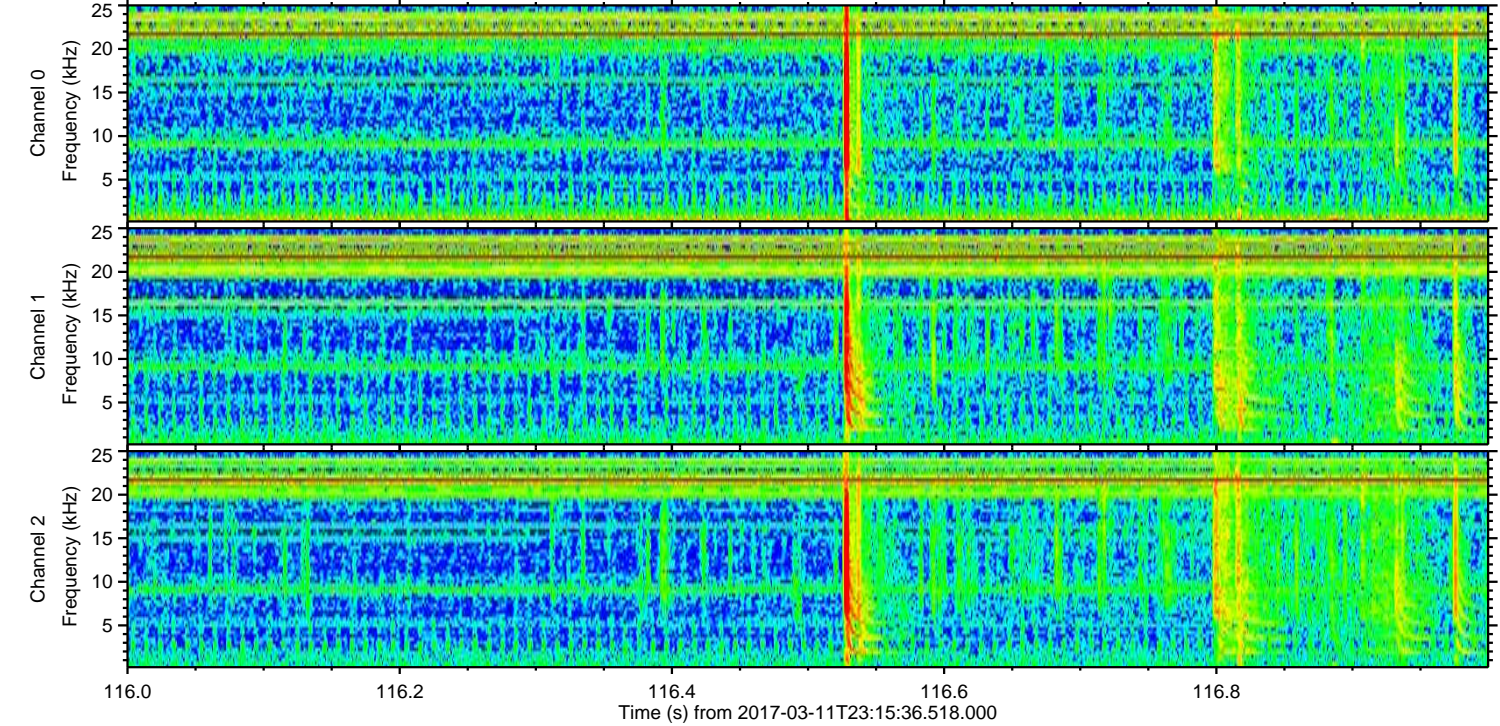 Channel 0
Frequency (kHz)
25
20
15
10
5
Channel 1
Frequency (kHz)
25
20
15
10
5
Channel 2
Frequency (kHz)
25
20
15
10
5
116.0 116.2 116.4 116.6 116.8
Time (s) from 2017-03-11T23:15:36.518.000